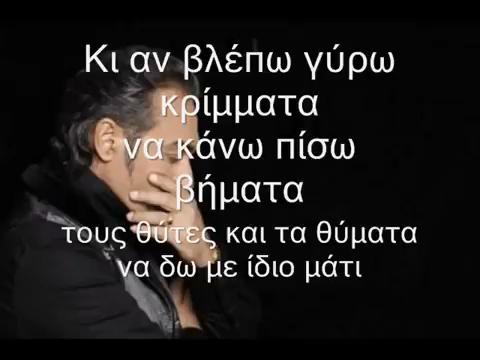 Κι αν βλέπω γύρω
κρίμματα
να κάνω πίσω
βήματα
τους θύτες και τα θύματα
να δω με ίδιο μάτι